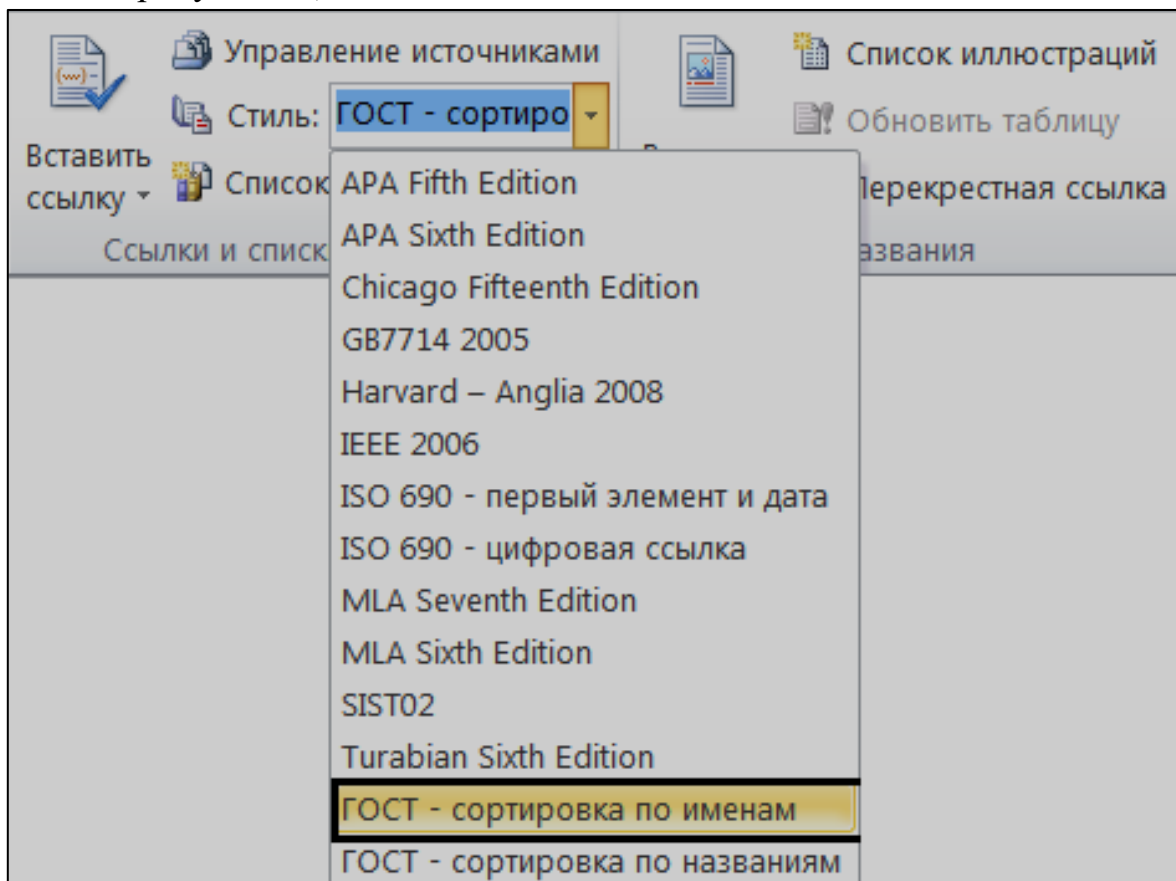 Управление источниками
Стиль: ГОСТ - сортиро
Вставить ссылку
Список
Ссылки и списк
Список иллюстраций
Обновить таблицу
Перекрестная ссылка
азвания
APA Fifth Edition
APA Sixth Edition
Chicago Fifteenth Edition
GB7714 2005
Harvard – Anglia 2008
IEEE 2006
ISO 690 - первый элемент и дата
ISO 690 - цифровая ссылка
MLA Seventh Edition
MLA Sixth Edition
SIST02
Turabian Sixth Edition
ГОСТ - сортировка по именам
ГОСТ - сортировка по названиям